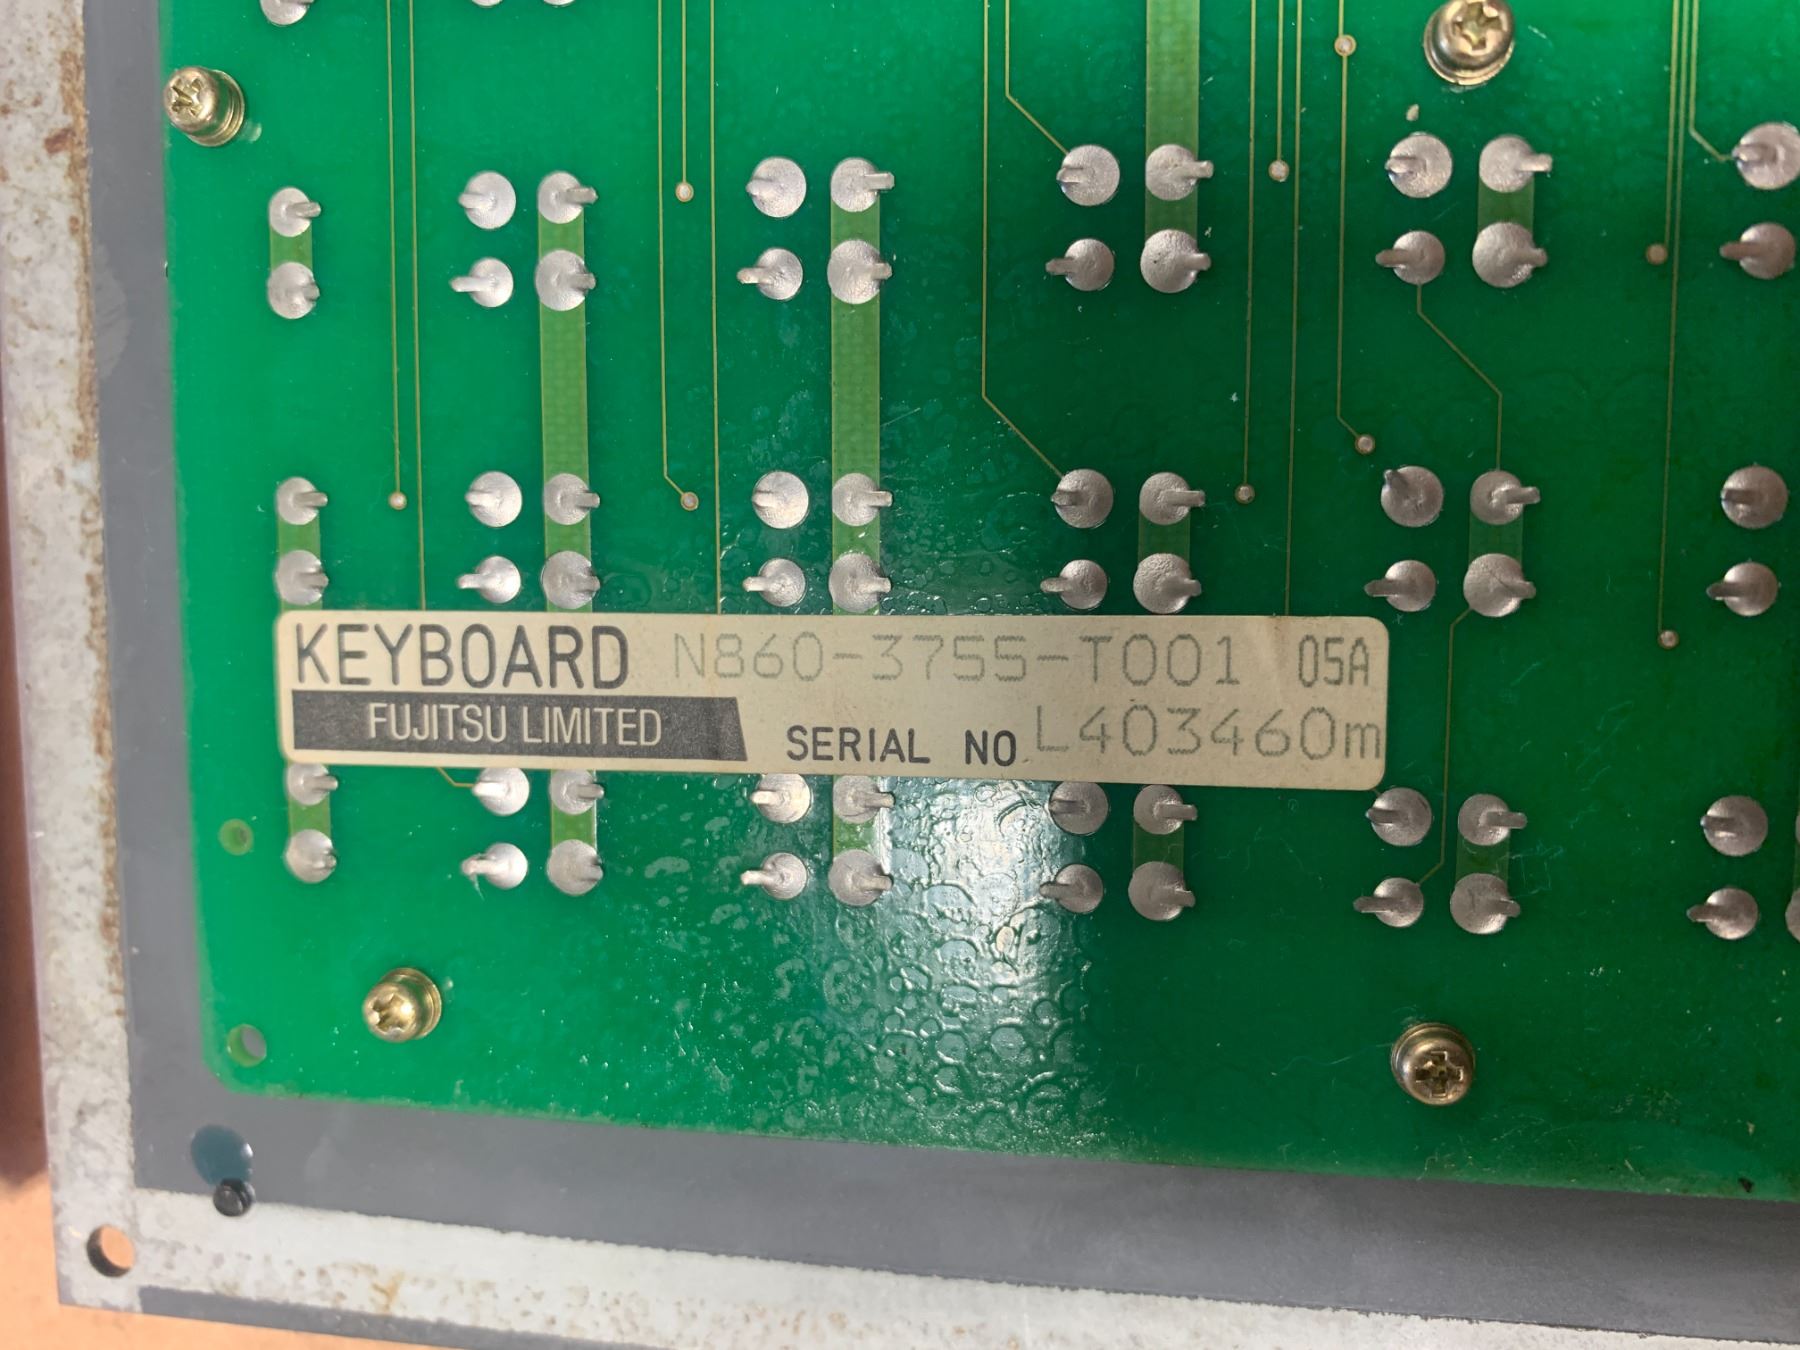 KEYBOARD N860-3755-T001 05A
FUJITSU LIMITED SERIAL NO L403460m